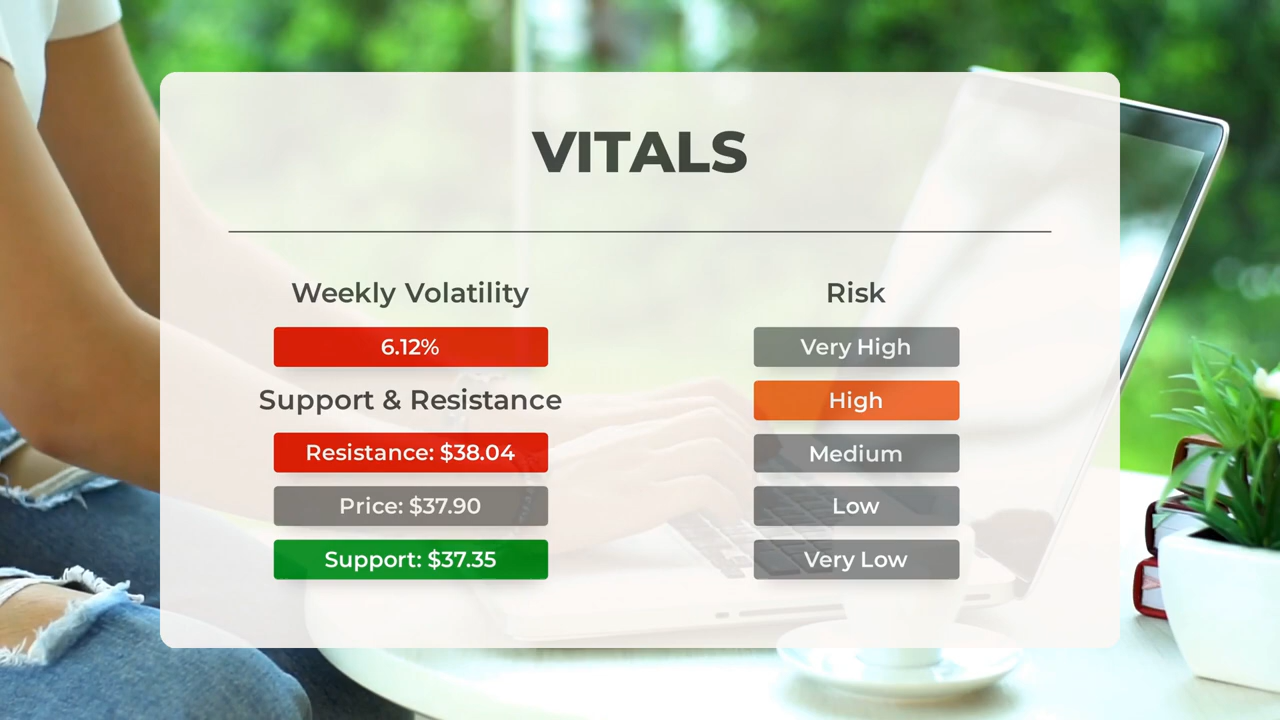 VITALS
Weekly Volatility
6.12%
Support & Resistance
Resistance: $38.04
Price: $37.90
Support: $37.35
Risk
Very High
High
Medium
Low
Very Low